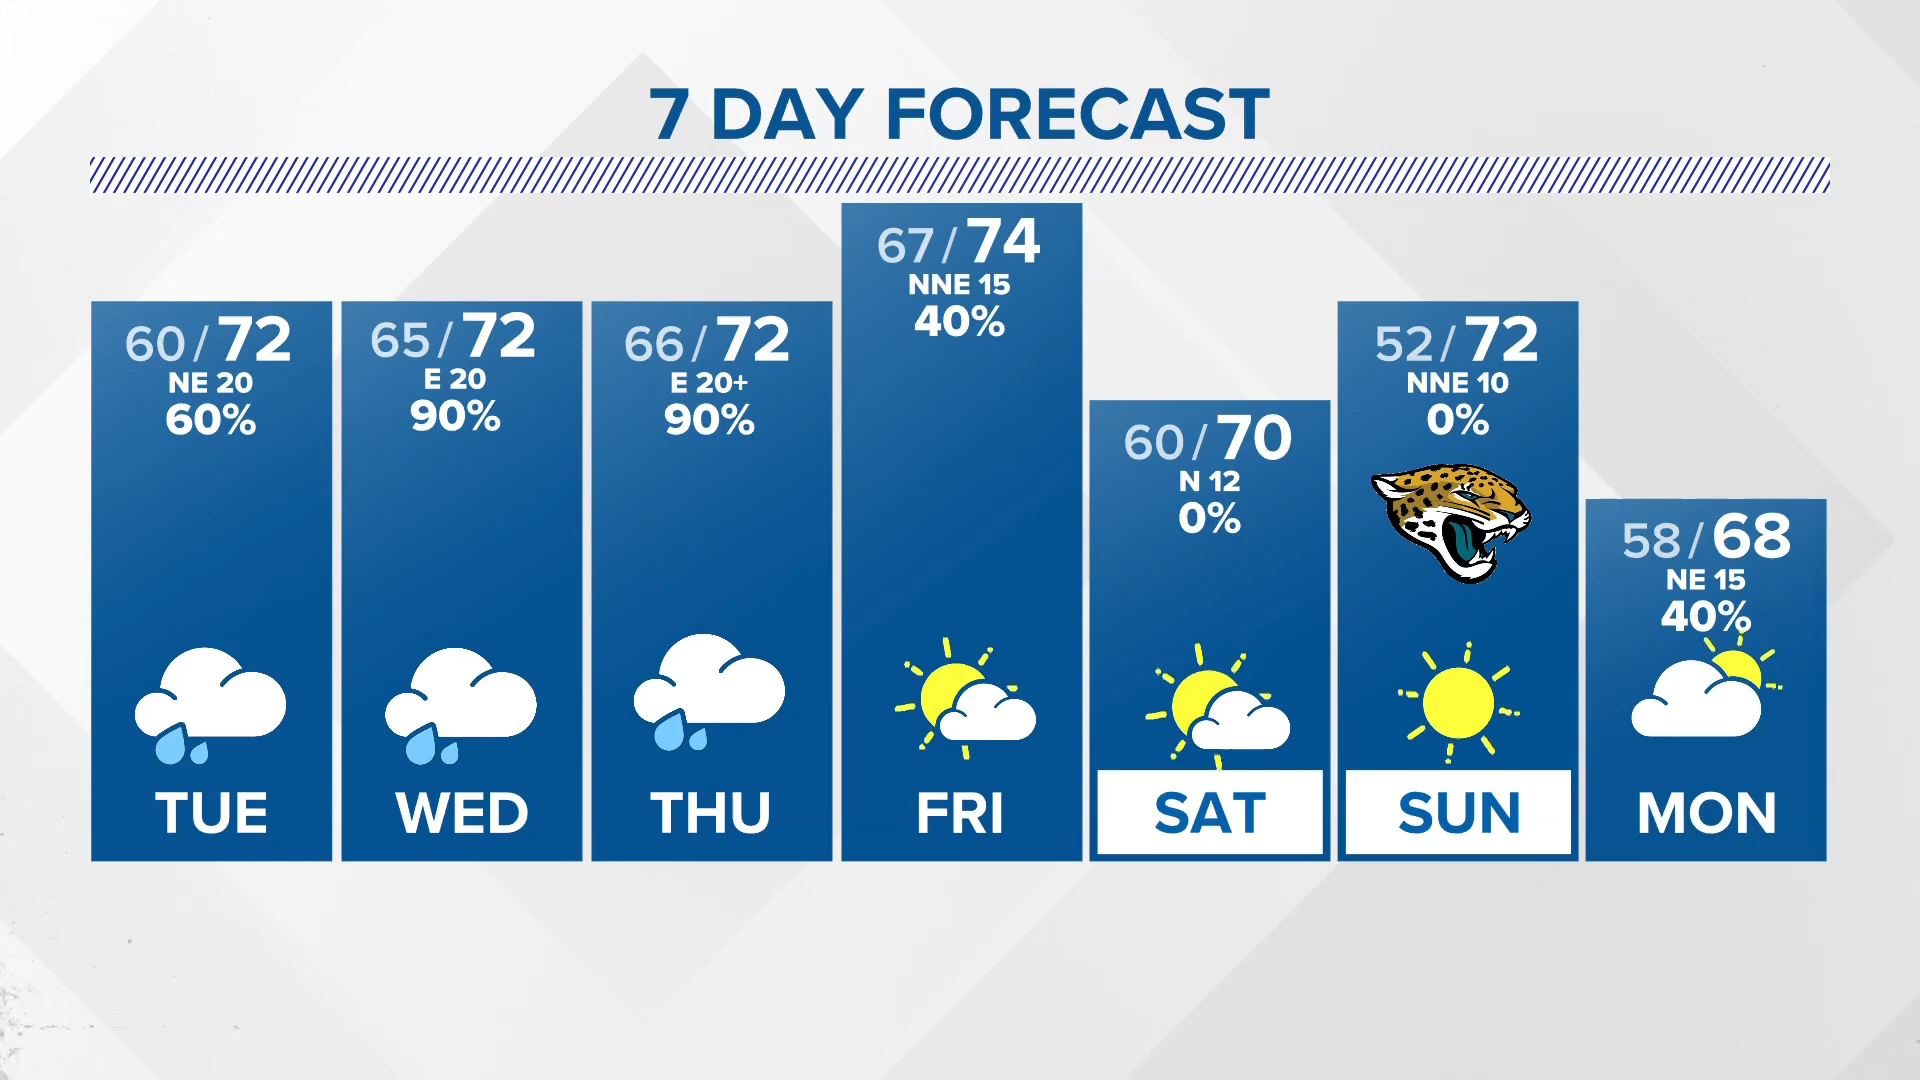 7 DAY FORECAST
60/72
NE 20
60%
TUE
65/72
E 20
90%
WED
66/72
E 20+
90%
THU
67/74
NNE 15
40%
FRI
60/70
N 12
0%
SAT
52/72
NNE 10
0%
SUN
58/68
NE 15
40%
MON